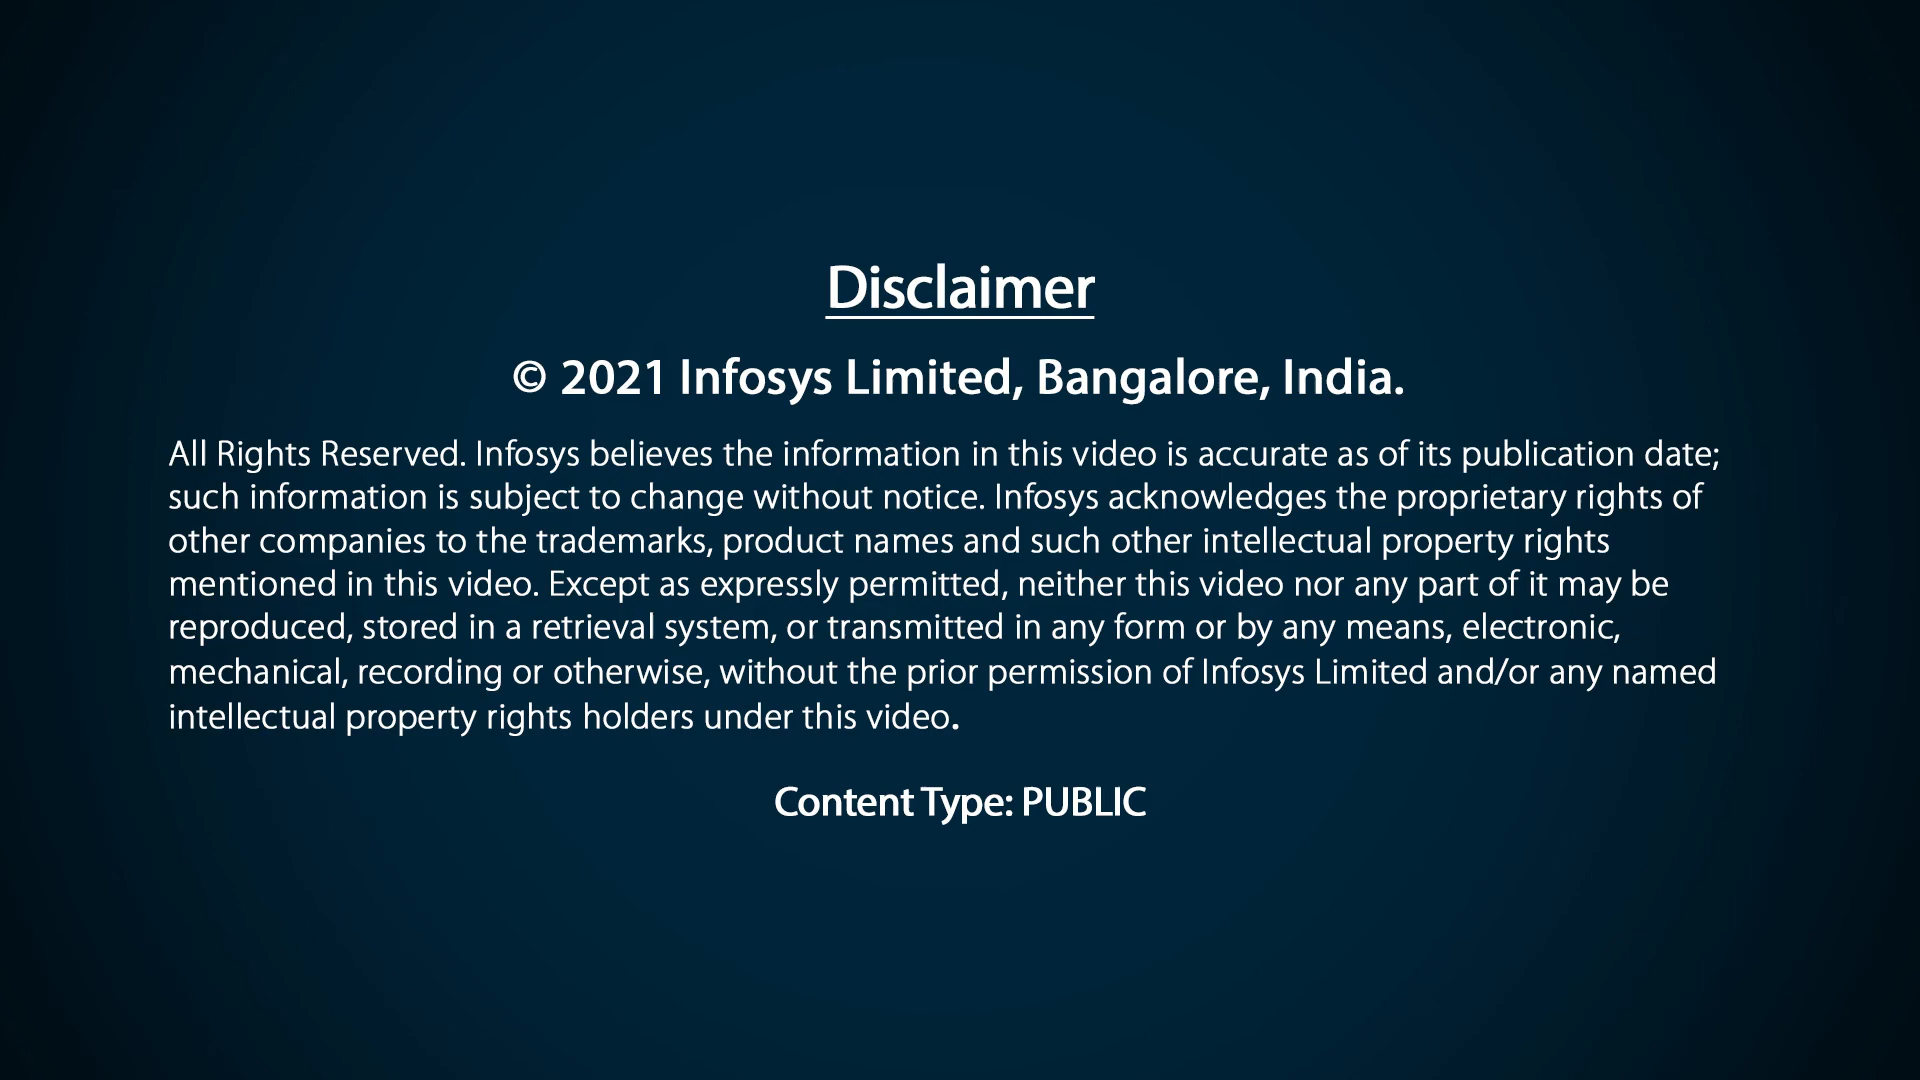 Disclaimer
© 2021 Infosys Limited, Bangalore, India.
All Rights Reserved. Infosys believes the information in this video is accurate as of its publication date;
such information is subject to change without notice. Infosys acknowledges the proprietary rights of
other companies to the trademarks, product names and such other intellectual property rights
mentioned in this video. Except as expressly permitted, neither this video nor any part of it may be
reproduced, stored in a retrieval system, or transmitted in any form or by any means, electronic,
mechanical, recording or otherwise, without the prior permission of Infosys Limited and/or any named
intellectual property rights holders under this video.
Content Type: PUBLIC